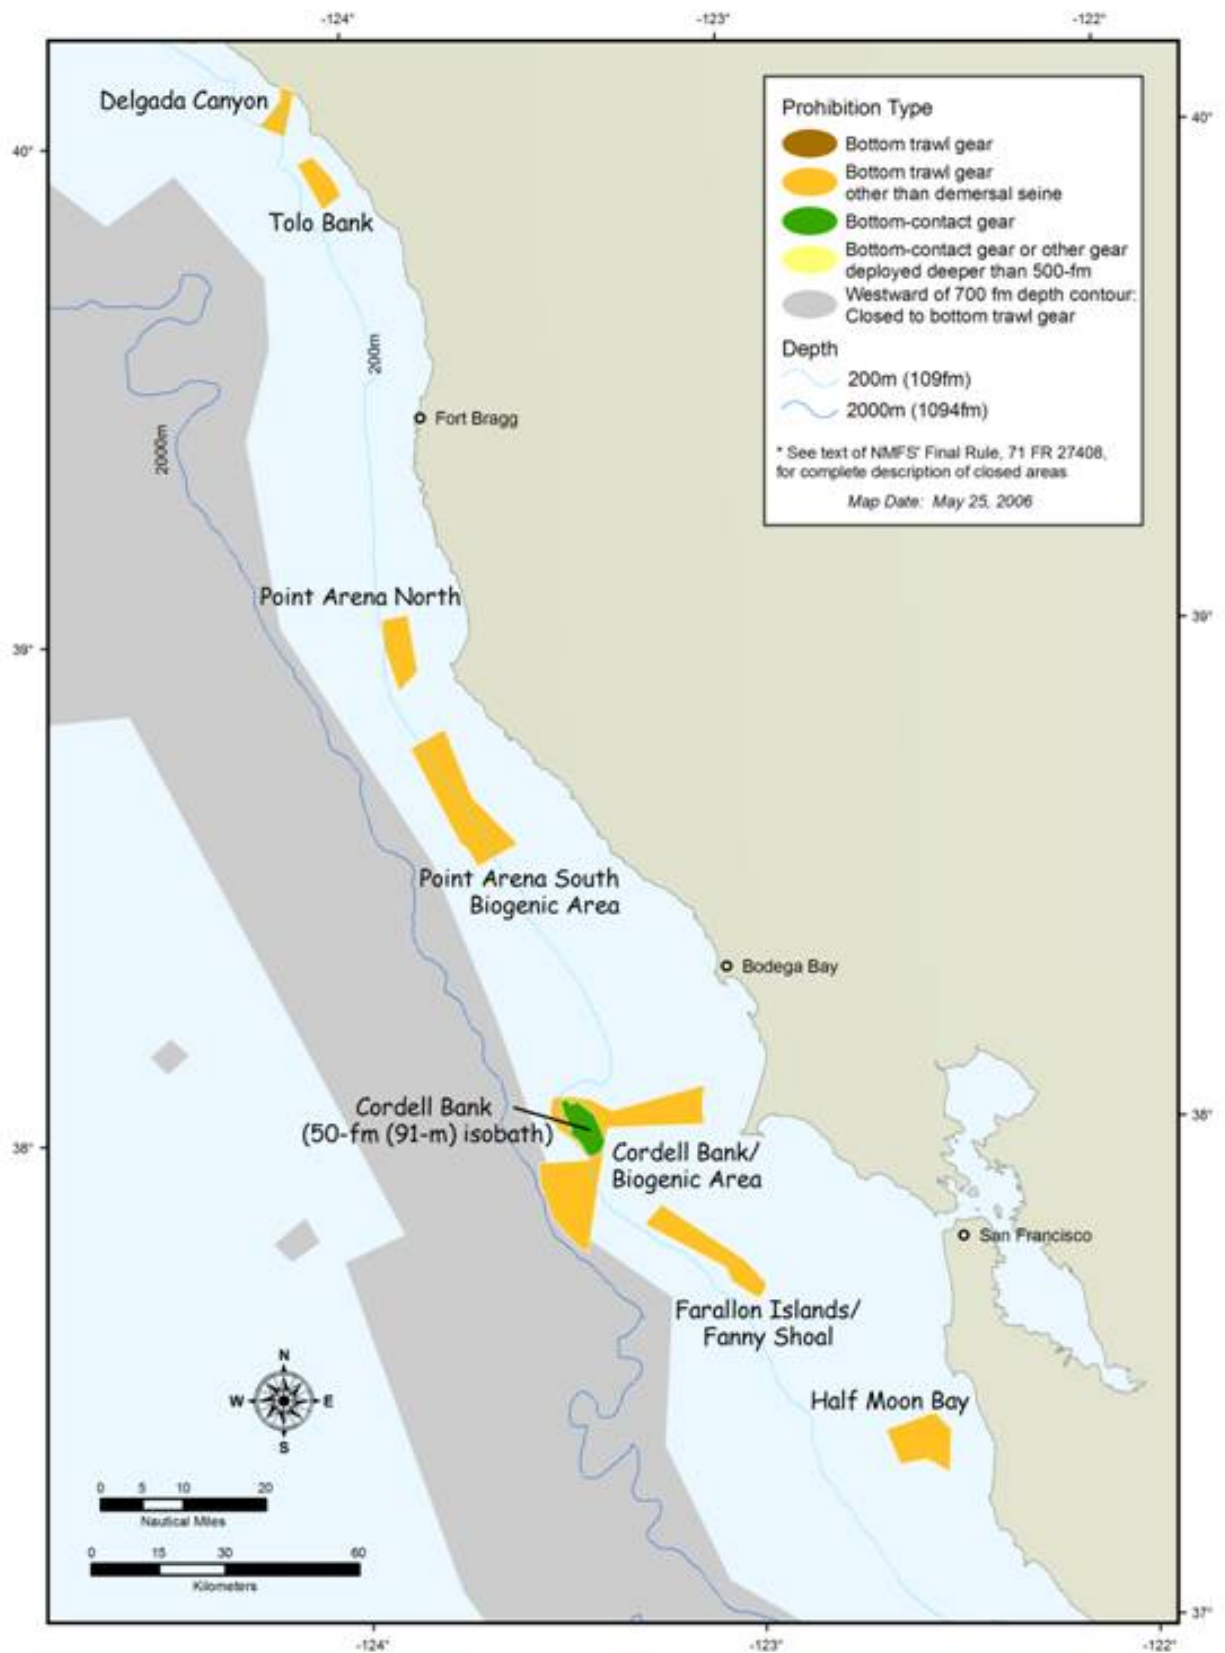 -124°
-123°
-122°
Delgada Canyon
Tolo Bank
Prohibition Type
Bottom trawl gear
Bottom trawl gear
other than demersal seine
Bottom-contact gear
Bottom-contact gear or other gear
deployed deeper than 500-fm
Westward of 700 fm depth contour:
Closed to bottom trawl gear
Depth
200m (109fm)
2000m (1094fm)
* See text of NMFS' Final Rule, 71 FR 27408,
for complete description of closed areas
Map Date: May 25, 2006
40°
40°
200m
2000m
Fort Bragg
Point Arena North
39°
39°
Point Arena South
Biogenic Area
Bodega Bay
Cordell Bank
(50-fm (91-m) isobath)
38°
38°
Cordell Bank/
Biogenic Area
San Francisco
Farallon Islands/
Fanny Shoal
Half Moon Bay
N
W
E
S
0 5 10 20
Nautical Miles
0 15 30 60
Kilometers
37°
-124°
-123°
-122°